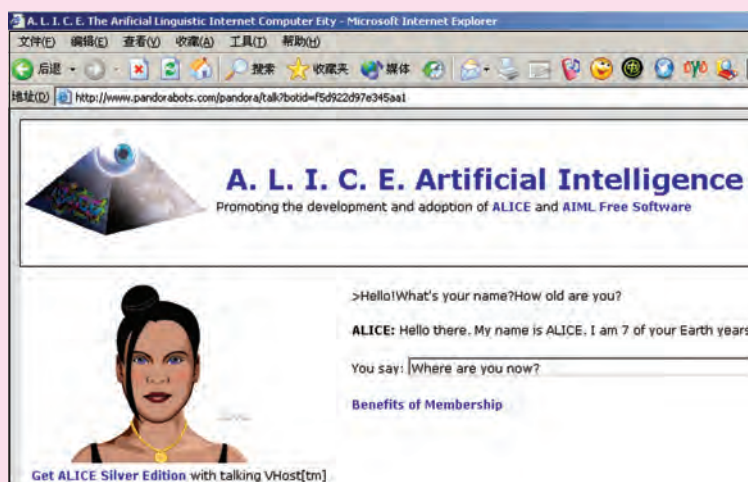 A. L. I. C. E. The Arificial Linguistic Internet Computer Eity - Microsoft Internet Explorer
文件(F) 编辑(E) 查看(V) 收藏(A) 工具(T) 帮助(H)
后退 搜索 收藏夹 媒体
地址(D) http://www.pandorabots.com/pandora/talk?botid=f5d922d97e345aa1
A. L. I. C. E. Artificial Intelligence
Promoting the development and adoption of ALICE and AIML Free Software
>Hello!What's your name?How old are you?
ALICE: Hello there. My name is ALICE. I am 7 of your Earth years
You say: Where are you now?
Benefits of Membership
Get ALICE Silver Edition with talking VHost[tm]